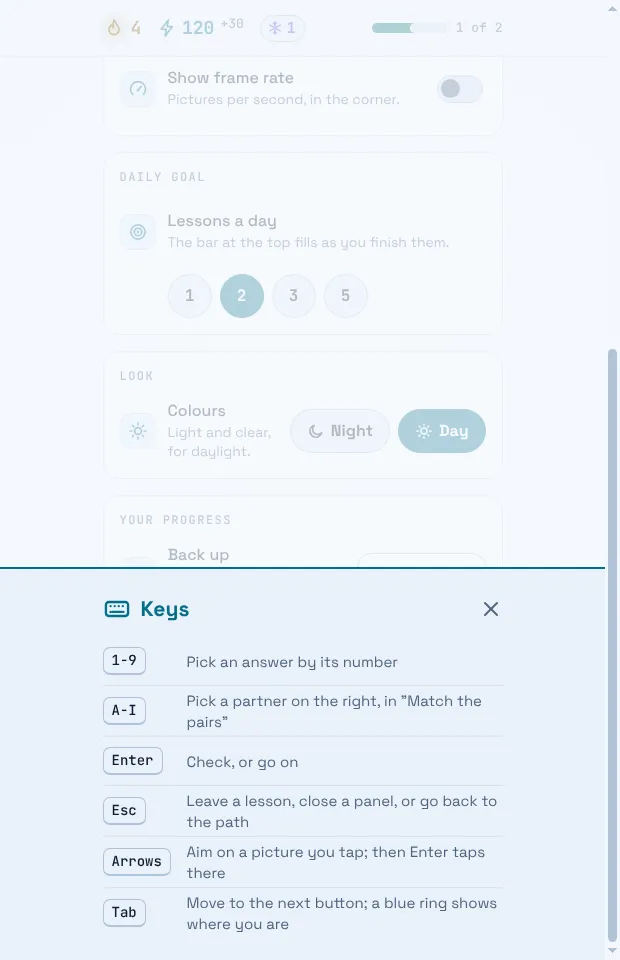 4 120 +30 1 1 of 2
Show frame rate
Pictures per second, in the corner.
DAILY GOAL
Lessons a day
The bar at the top fills as you finish them.
1 2 3 5
LOOK
Colours
Light and clear,
for daylight.
Night Day
YOUR PROGRESS
Back up
Keys
1-9 Pick an answer by its number
A-I Pick a partner on the right, in ”Match the
pairs”
Enter Check, or go on
Esc Leave a lesson, close a panel, or go back to
the path
Arrows Aim on a picture you tap; then Enter taps
there
Tab Move to the next button; a blue ring shows
where you are